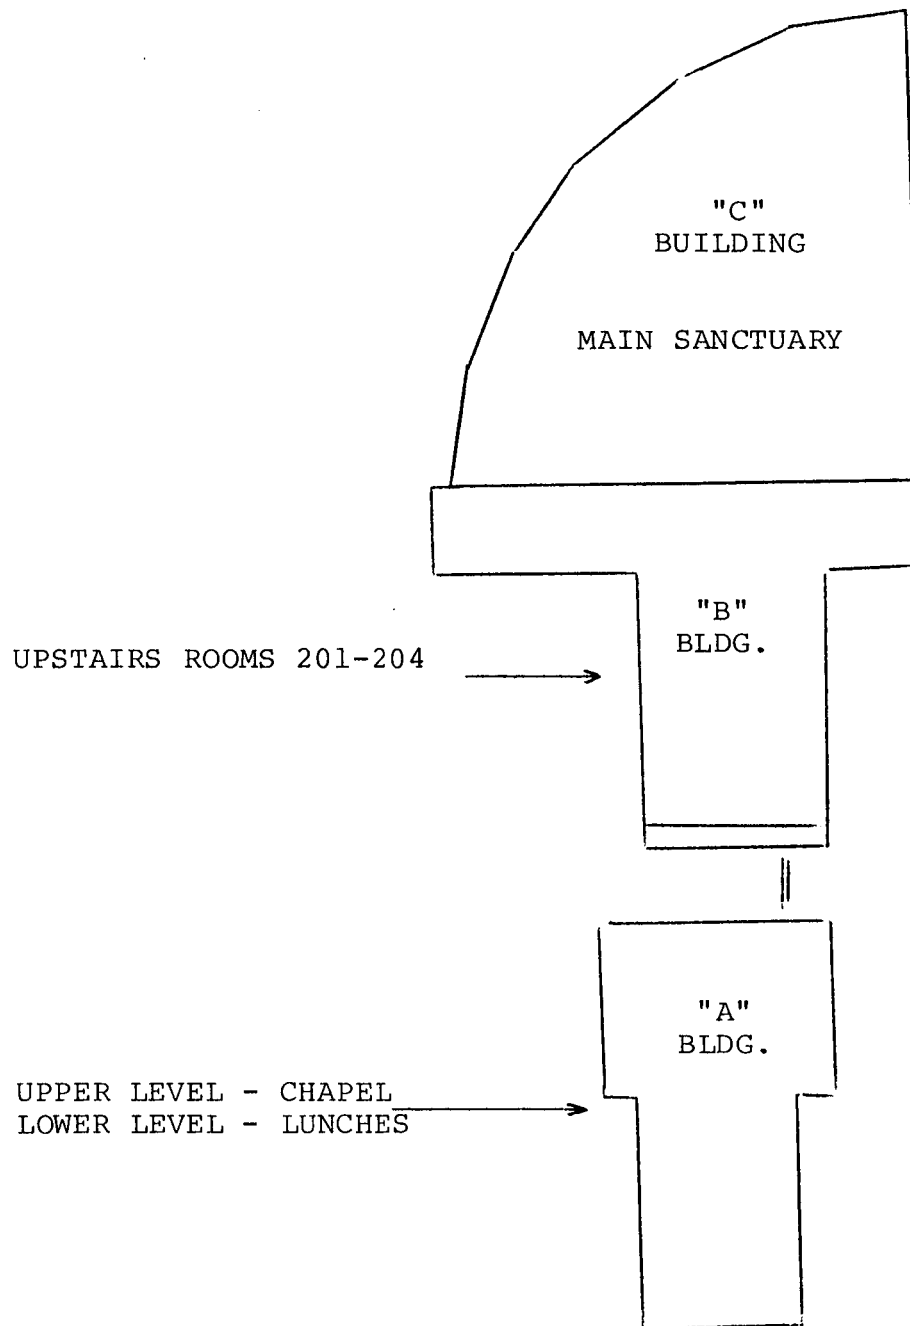 "C"
BUILDING
MAIN SANCTUARY
"B"
BLDG.
UPSTAIRS ROOMS 201-204
"A"
BLDG.
UPPER LEVEL - CHAPEL
LOWER LEVEL - LUNCHES